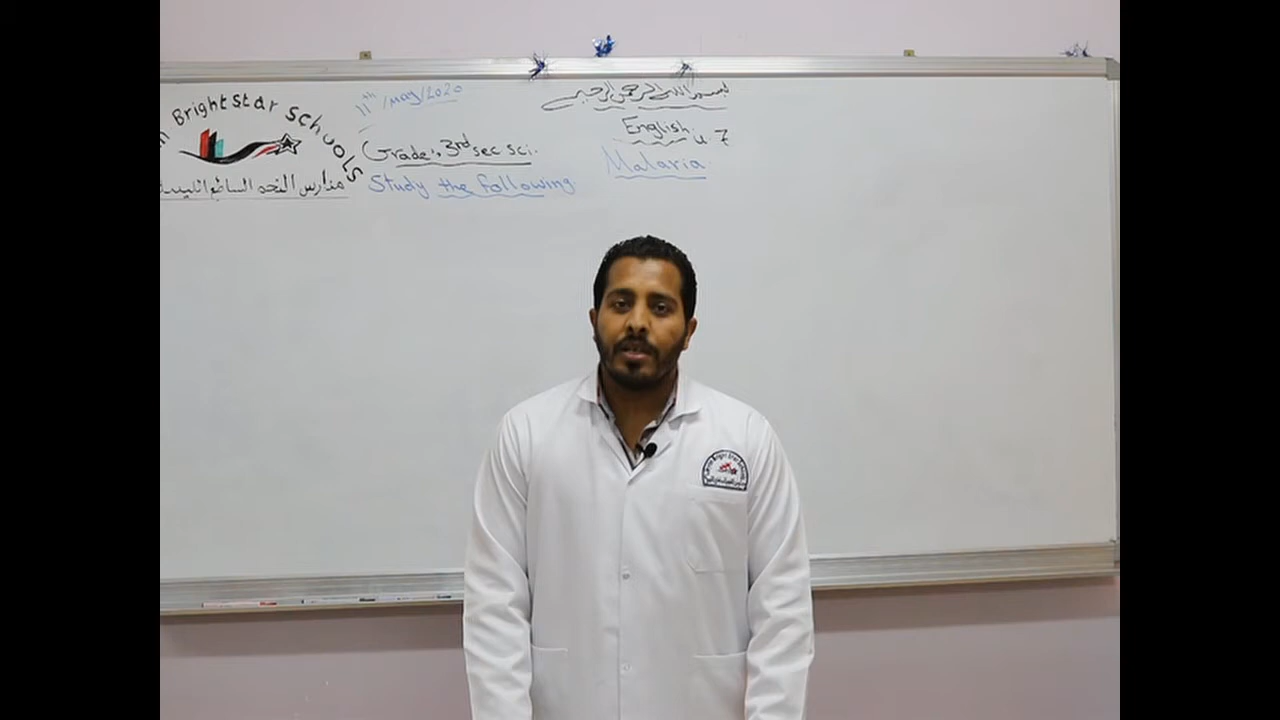 Bright Star Schools
مدارس النجم الساطع الليبية
11th /May/2020
Grade: 3rd sec sci.
Study the following.
بسم الله الرحمن الرحيم
English u. 7
Malaria